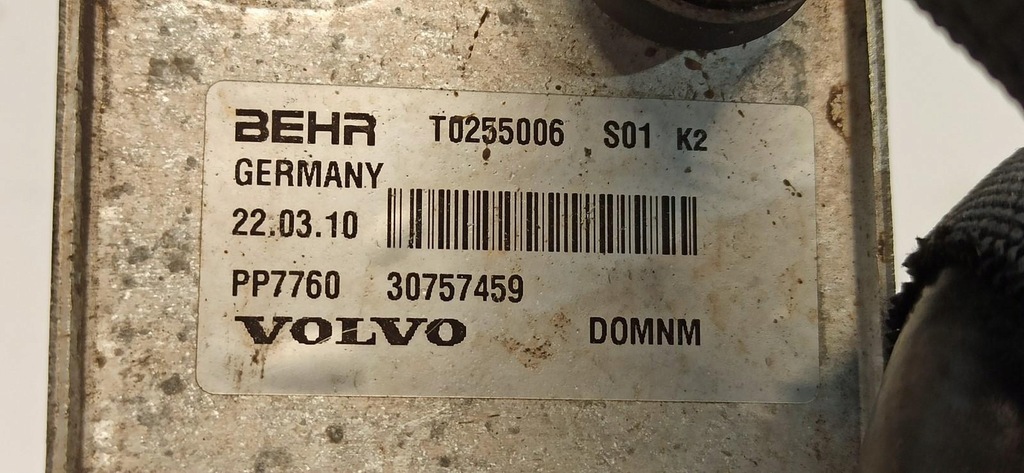 BEHR T0255006 S01 K2
GERMANY
22.03.10
PP7760 30757459
VOLVO DOMNM